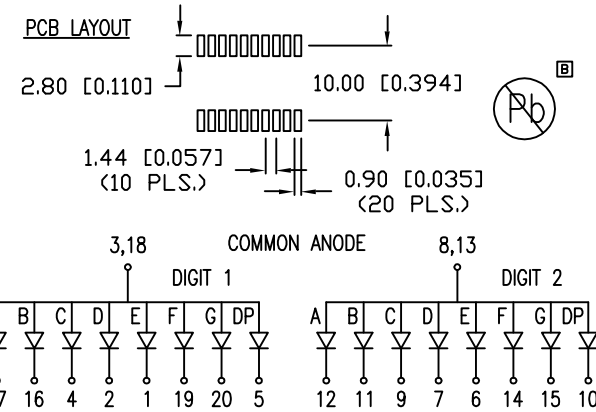 PCB LAYOUT
2.80 [0.110]
10.00 [0.394]
B
Pb
1.44 [0.057]
(10 PLS.)
0.90 [0.035]
(20 PLS.)
3,18
COMMON ANODE
8,13
DIGIT 1
DIGIT 2
B C D E F G DP
A B C D E F G DP
7 16 4 2 1 19 20 5
12 11 9 7 6 14 15 10